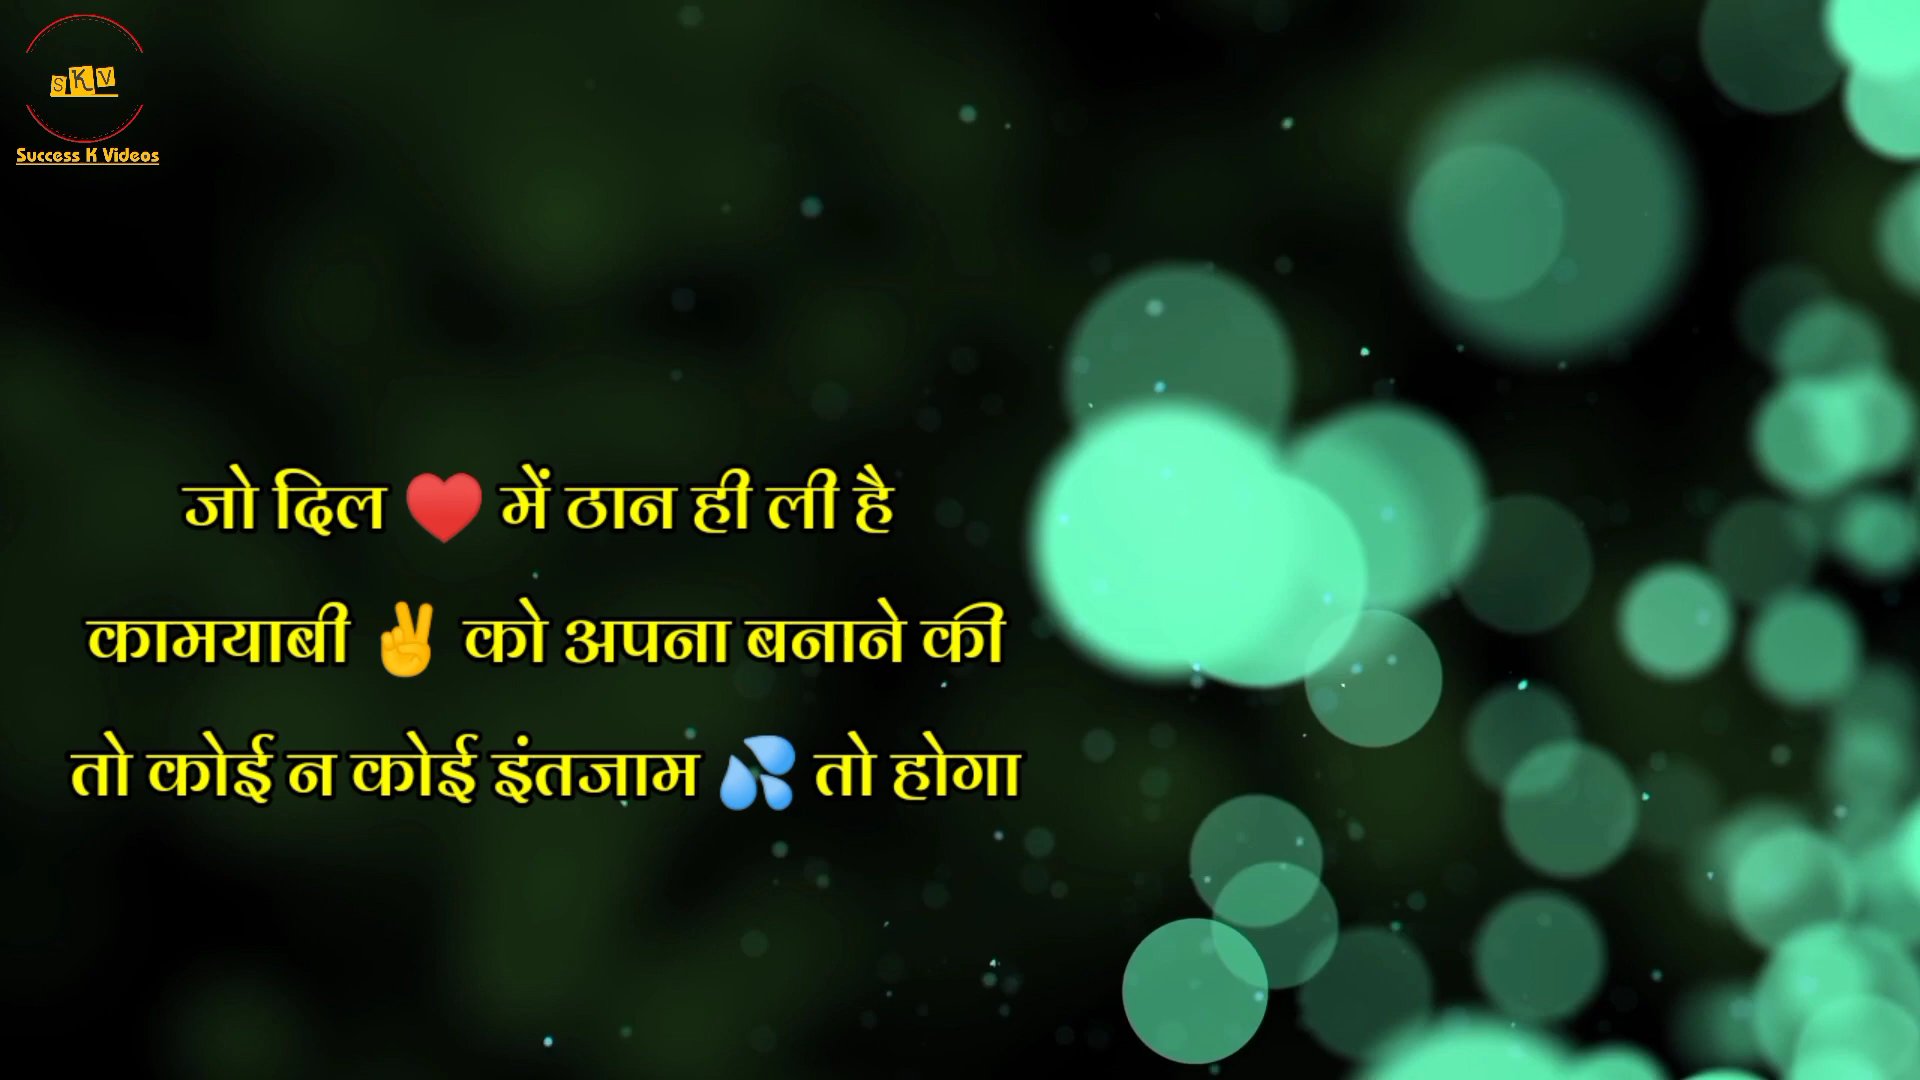 SKV
Success K Videos
जो दिल ❤️ में ठान ही ली है
कामयाबी ✌️ को अपना बनाने की
तो कोई न कोई इंतजाम 💦 तो होगा